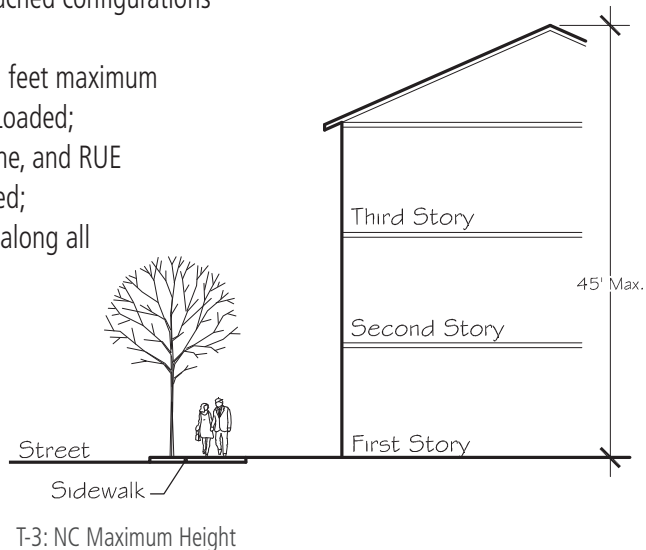 ched configurations
feet maximum
oaded;
ne, and RUE
ed;
along all
Third Story
45' Max.
Second Story
First Story
Street
Sidewalk
T-3: NC Maximum Height